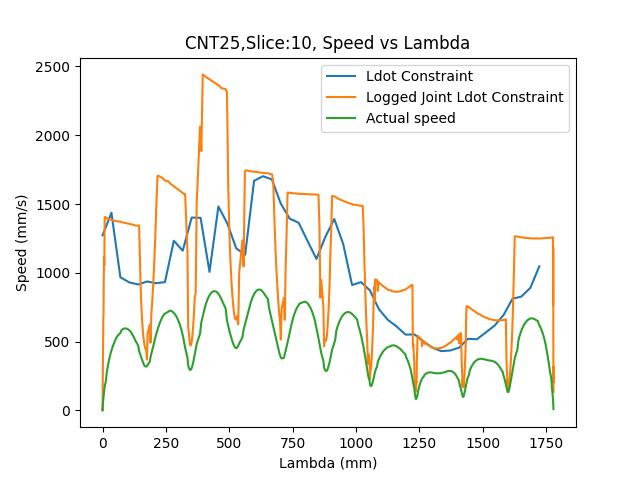 CNT25,Slice:10, Speed vs Lambda
Ldot Constraint
Logged Joint Ldot Constraint
Actual speed
Speed (mm/s)
2500
2000
1500
1000
500
0
0 250 500 750 1000 1250 1500 1750
Lambda (mm)